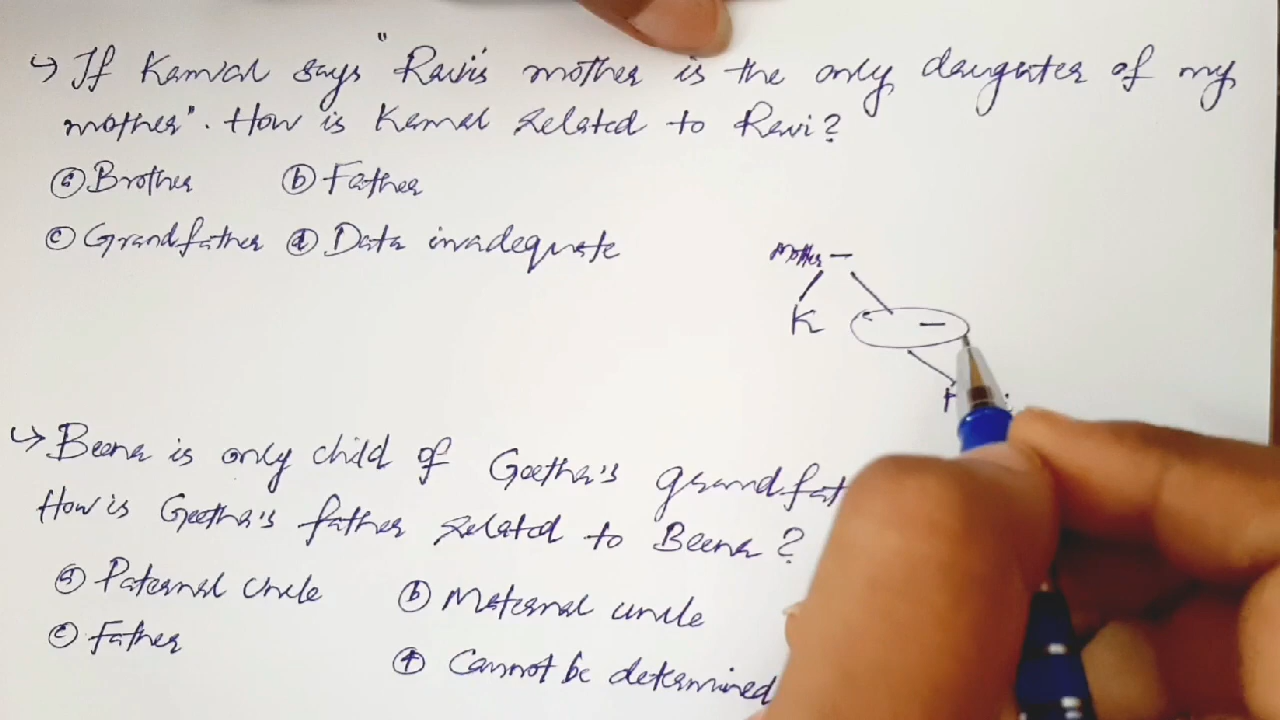 ↳ If Kamal says "Ravi's mother is the only daughter of my
mother". How is Kamal related to Ravi?
ⓐ Brother ⓑ Father
ⓒ Grandfather ⓓ Data inadequate
Mother —
K —
↳ Beena is only child of Geetha's
How is Geetha's father related to Beena?
ⓐ Paternal uncle ⓑ Maternal uncle
ⓒ Father ⓓ Cannot be determined